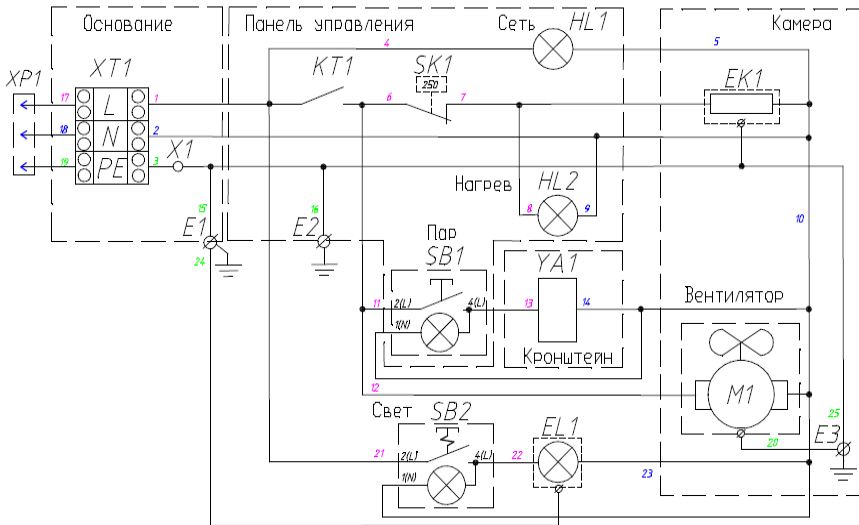 Основание
Панель управления
Сеть
HL1
Камера
4
5
XP1
XT1
KT1
SK1
250
EK1
17
L
1
6
7
18
N
2
19
PE
3
X1
Нагрев
HL2
8
9
15
16
10
E1
E2
24
Пар
SB1
YA1
11
2(L)
4(L)
13
14
1(N)
Вентилятор
Кронштейн
12
M1
Свет
SB2
EL1
25
20
E3
21
2(L)
4(L)
22
23
1(N)